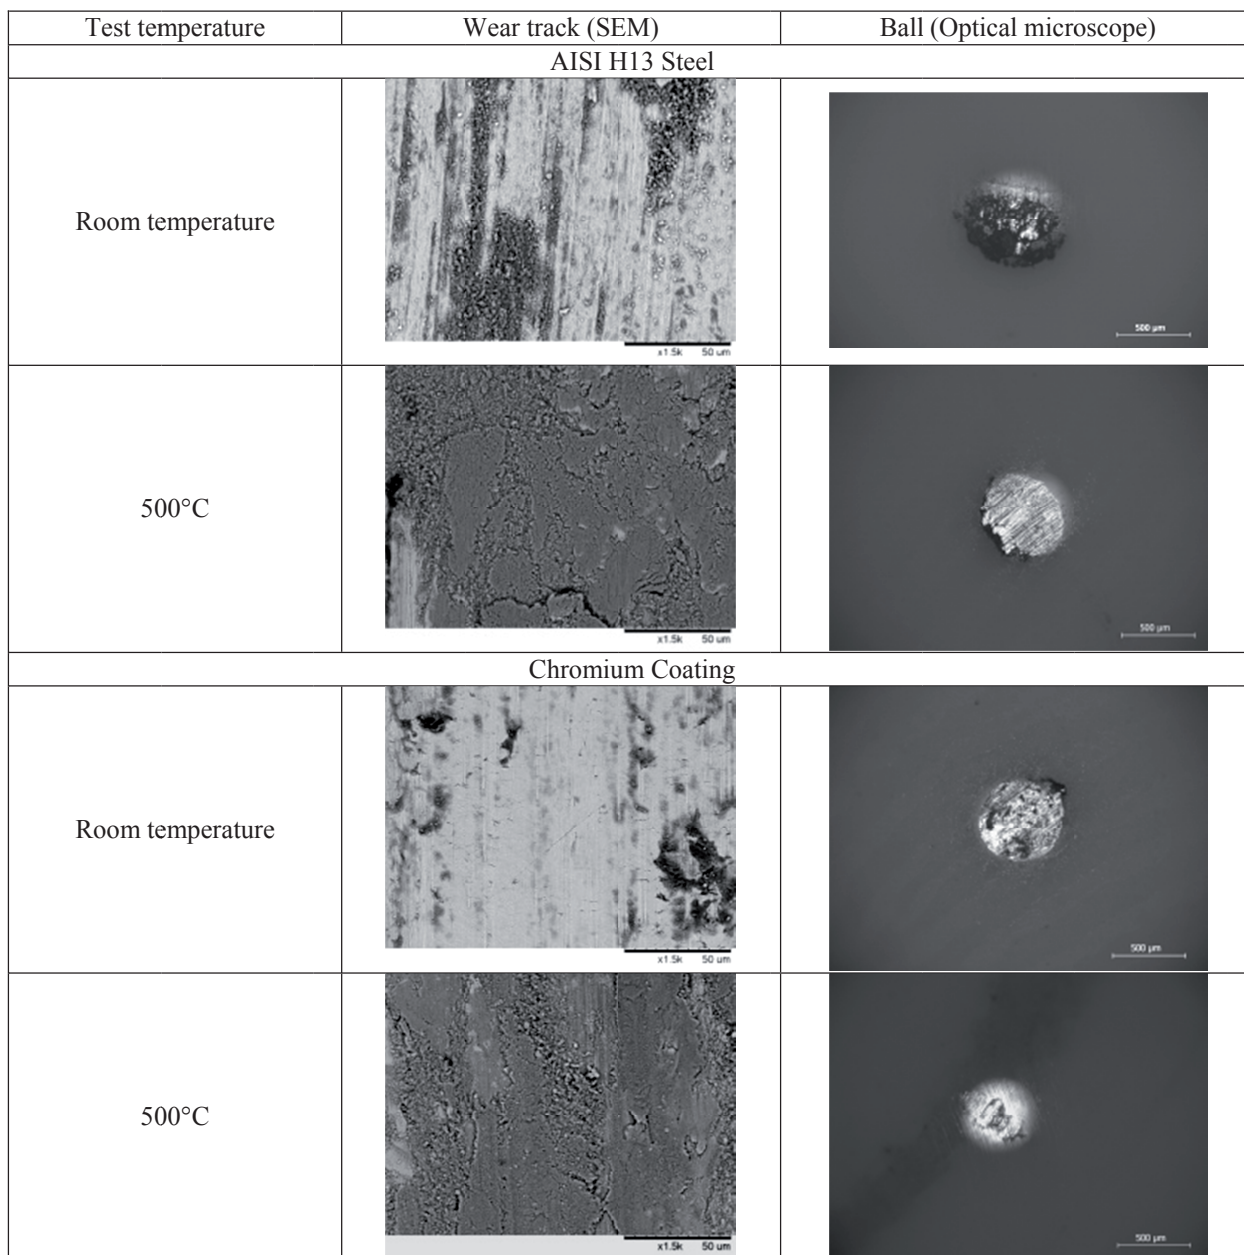 Test temperature Wear track (SEM) Ball (Optical microscope)
AISI H13 Steel
Room temperature
500 µm
x1.5k 50 um
500°C
500 µm
x1.5k 50 um
Chromium Coating
Room temperature
500 µm
x1.5k 50 um
500°C
500 µm
x1.5k 50 um